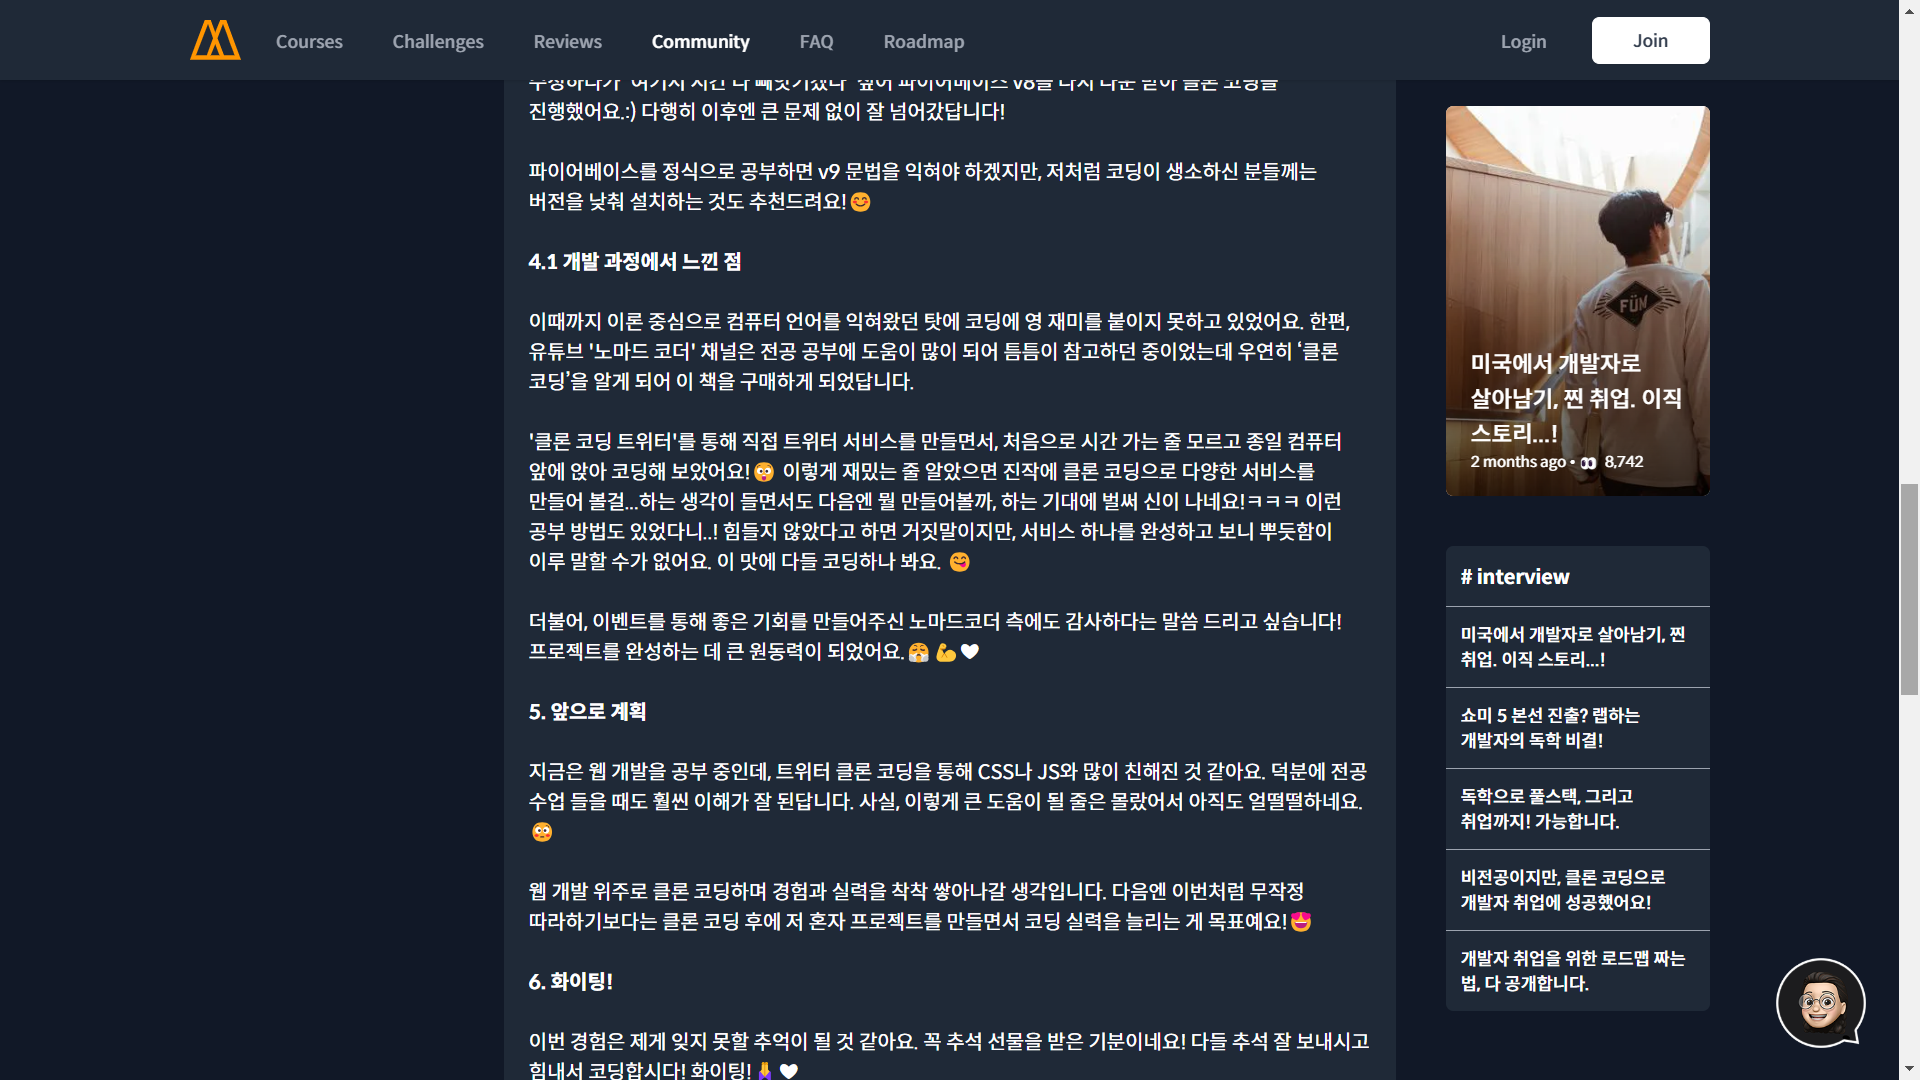 Courses
Challenges
Reviews
Community
FAQ
Roadmap
Login
Join
진행했어요.:) 다행히 이후엔 큰 문제 없이 잘 넘어갔답니다!
파이어베이스를 정식으로 공부하면 v9 문법을 익혀야 하겠지만, 저처럼 코딩이 생소하신 분들께는
버전을 낮춰 설치하는 것도 추천드려요!😊
4.1 개발 과정에서 느낀 점
이때까지 이론 중심으로 컴퓨터 언어를 익혀왔던 탓에 코딩에 영 재미를 붙이지 못하고 있었어요. 한편,
유튜브 '노마드 코더' 채널은 전공 공부에 도움이 많이 되어 틈틈이 참고하던 중이었는데 우연히 ‘클론
코딩’을 알게 되어 이 책을 구매하게 되었답니다.
'클론 코딩 트위터'를 통해 직접 트위터 서비스를 만들면서, 처음으로 시간 가는 줄 모르고 종일 컴퓨터
앞에 앉아 코딩해 보았어요!😲 이렇게 재밌는 줄 알았으면 진작에 클론 코딩으로 다양한 서비스를
만들어 볼걸...하는 생각이 들면서도 다음엔 뭘 만들어볼까, 하는 기대에 벌써 신이 나네요!ㅋㅋㅋ 이런
공부 방법도 있었다니..! 힘들지 않았다고 하면 거짓말이지만, 서비스 하나를 완성하고 보니 뿌듯함이
이루 말할 수가 없어요. 이 맛에 다들 코딩하나 봐요. 😋
더불어, 이벤트를 통해 좋은 기회를 만들어주신 노마드코더 측에도 감사하다는 말씀 드리고 싶습니다!
프로젝트를 완성하는 데 큰 원동력이 되었어요.😤💪🤍
5. 앞으로 계획
지금은 웹 개발을 공부 중인데, 트위터 클론 코딩을 통해 CSS나 JS와 많이 친해진 것 같아요. 덕분에 전공
수업 들을 때도 훨씬 이해가 잘 된답니다. 사실, 이렇게 큰 도움이 될 줄은 몰랐어서 아직도 얼떨떨하네요.
😳
웹 개발 위주로 클론 코딩하며 경험과 실력을 착착 쌓아나갈 생각입니다. 다음엔 이번처럼 무작정
따라하기보다는 클론 코딩 후에 저 혼자 프로젝트를 만들면서 코딩 실력을 늘리는 게 목표예요!😍
6. 화이팅!
이번 경험은 제게 잊지 못할 추억이 될 것 같아요. 꼭 추석 선물을 받은 기분이네요! 다들 추석 잘 보내시고
힘내서 코딩합시다! 화이팅!🙏🤍
FÜN
미국에서 개발자로
살아남기, 찐 취업. 이직
스토리...!
2 months ago • 👀 8,742
# interview
미국에서 개발자로 살아남기, 찐
취업. 이직 스토리...!
쇼미 5 본선 진출? 랩하는
개발자의 독학 비결!
독학으로 풀스택, 그리고
취업까지! 가능합니다.
비전공이지만, 클론 코딩으로
개발자 취업에 성공했어요!
개발자 취업을 위한 로드맵 짜는
법, 다 공개합니다.